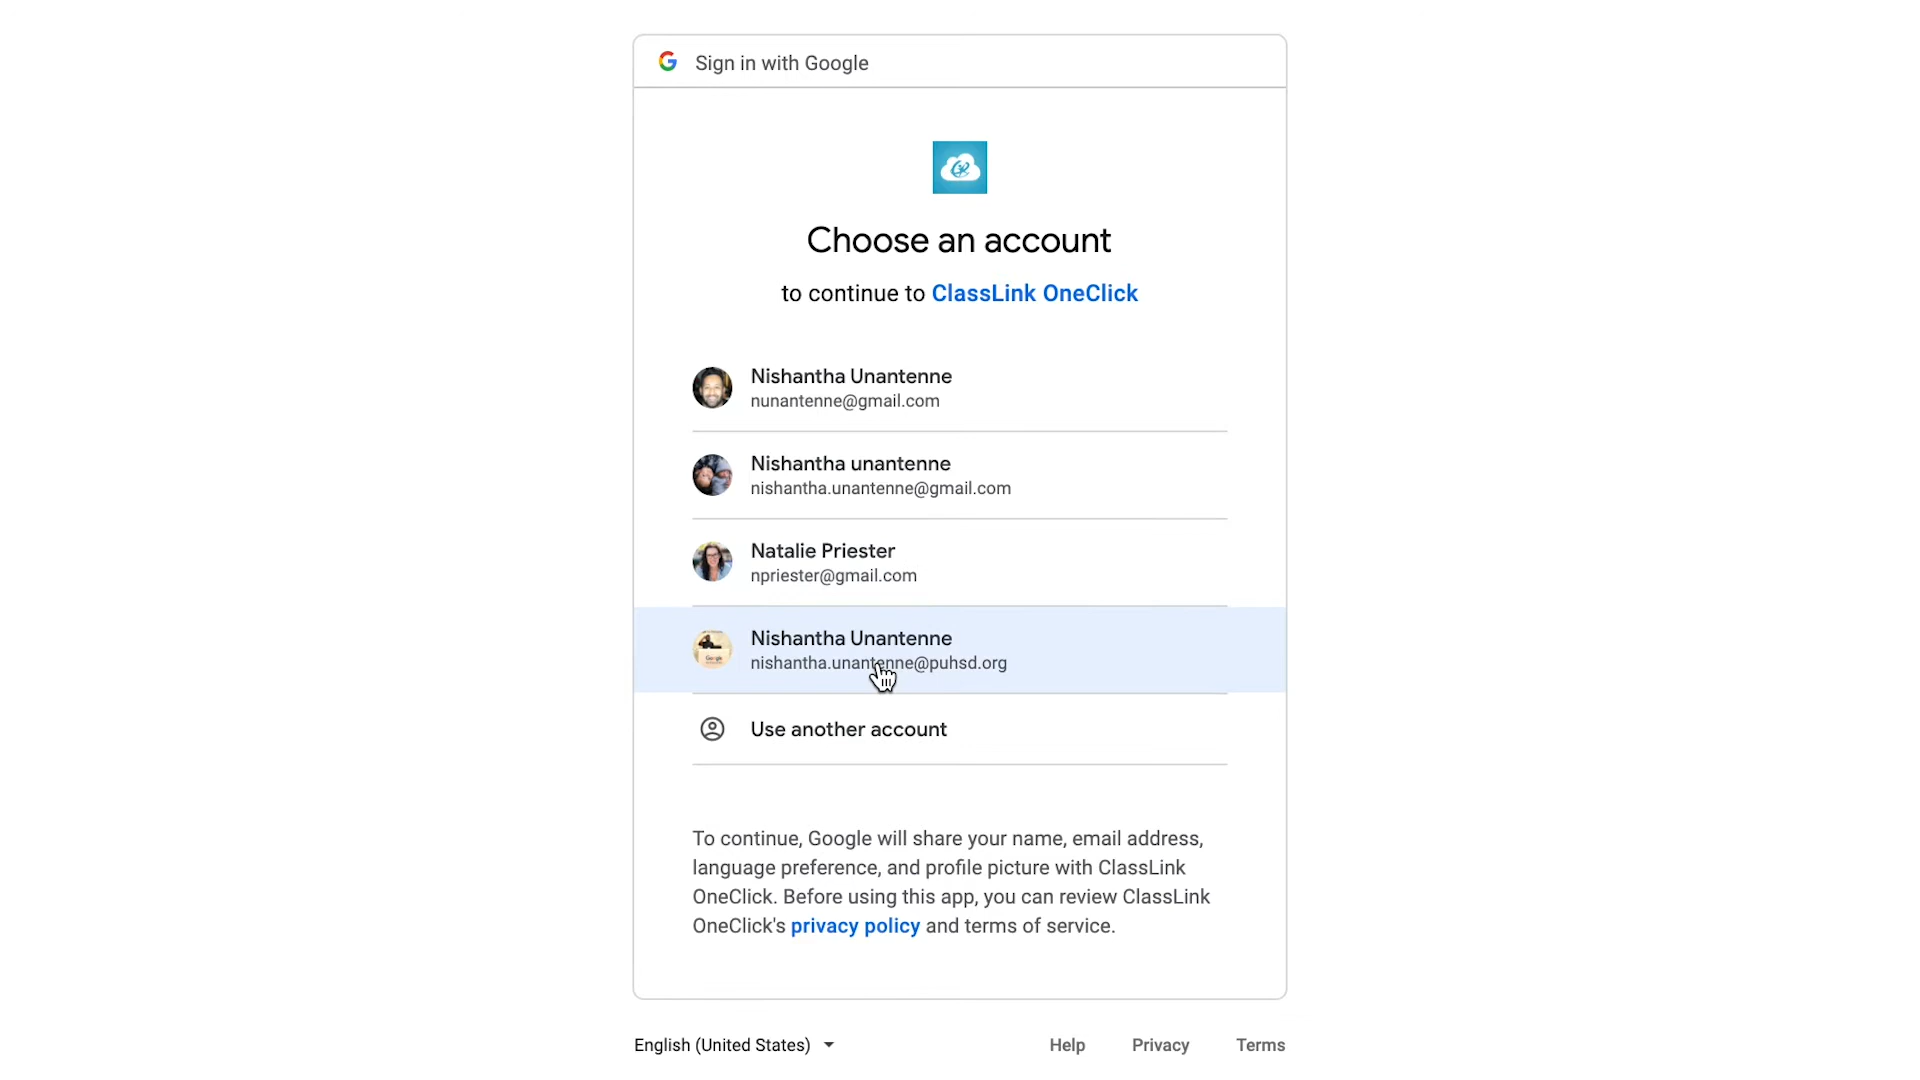 Sign in with Google
Choose an account
to continue to ClassLink OneClick
Nishantha Unantenne
nunantenne@gmail.com
Nishantha unantenne
nishantha.unantenne@gmail.com
Natalie Priester
npriester@gmail.com
Nishantha Unantenne
nishantha.unantenne@puhsd.org
Use another account
To continue, Google will share your name, email address,
language preference, and profile picture with ClassLink
OneClick. Before using this app, you can review ClassLink
OneClick's privacy policy and terms of service.
English (United States) Help Privacy Terms